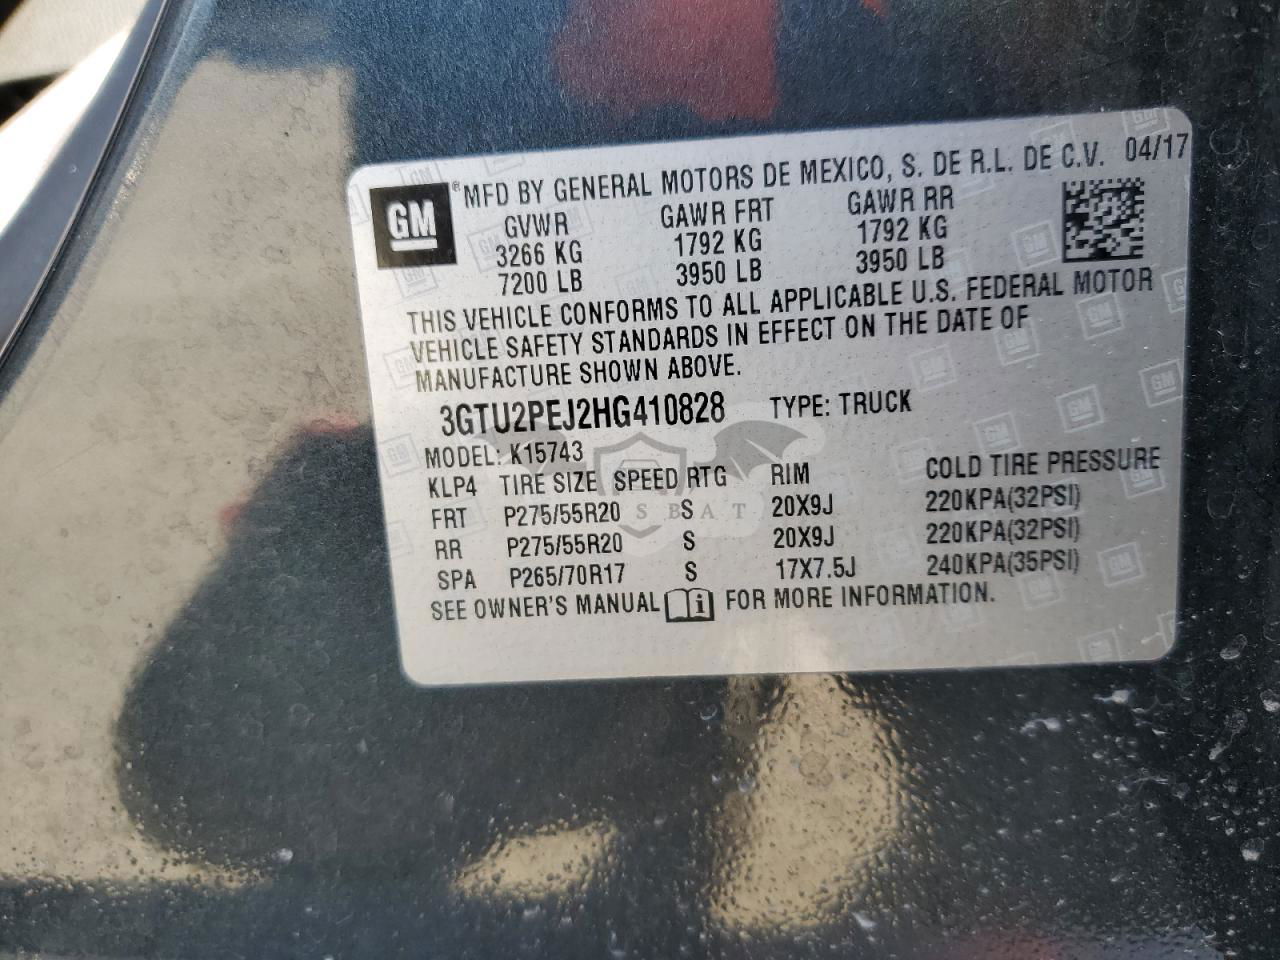 GM ® MFD BY GENERAL MOTORS DE MEXICO, S. DE R.L. DE C.V. 04/17
GVWR GAWR FRT GAWR RR
3266 KG 1792 KG 1792 KG
7200 LB 3950 LB 3950 LB
THIS VEHICLE CONFORMS TO ALL APPLICABLE U.S. FEDERAL MOTOR
VEHICLE SAFETY STANDARDS IN EFFECT ON THE DATE OF
MANUFACTURE SHOWN ABOVE.
3GTU2PEJ2HG410828 TYPE: TRUCK
MODEL: K15743
KLP4 TIRE SIZE SPEED RTG RIM COLD TIRE PRESSURE
FRT P275/55R20 S 20X9J 220KPA(32PSI)
SBAT
RR P275/55R20 S 20X9J 220KPA(32PSI)
SPA P265/70R17 S 17X7.5J 240KPA(35PSI)
SEE OWNER'S MANUAL i FOR MORE INFORMATION.